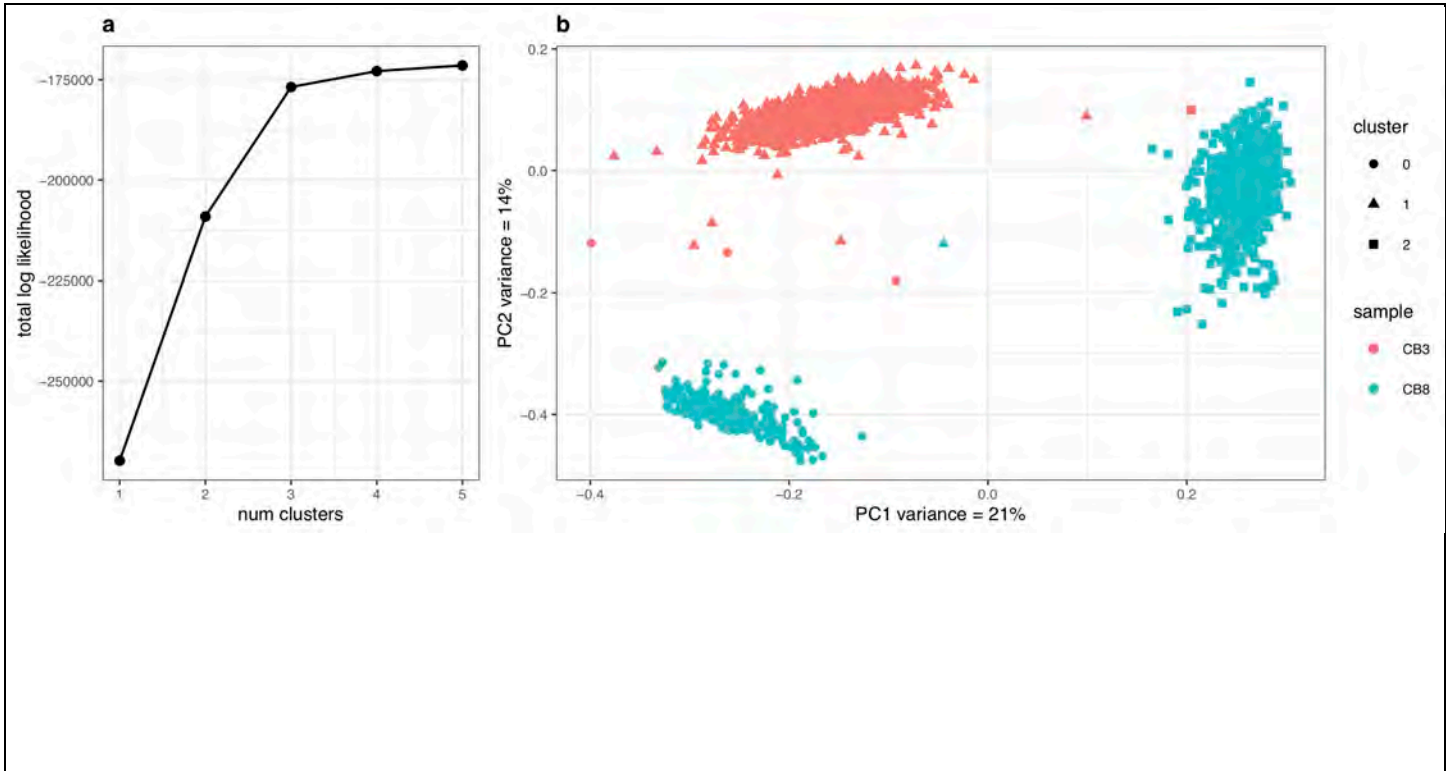 a
−175000
−200000
−225000
−250000
total log likelihood
1 2 3 4 5
num clusters
b
0.2
0.0
−0.2
−0.4
PC2 variance = 14%
−0.4 −0.2 0.0 0.2
PC1 variance = 21%
cluster
0
1
2
sample
CB3
CB8